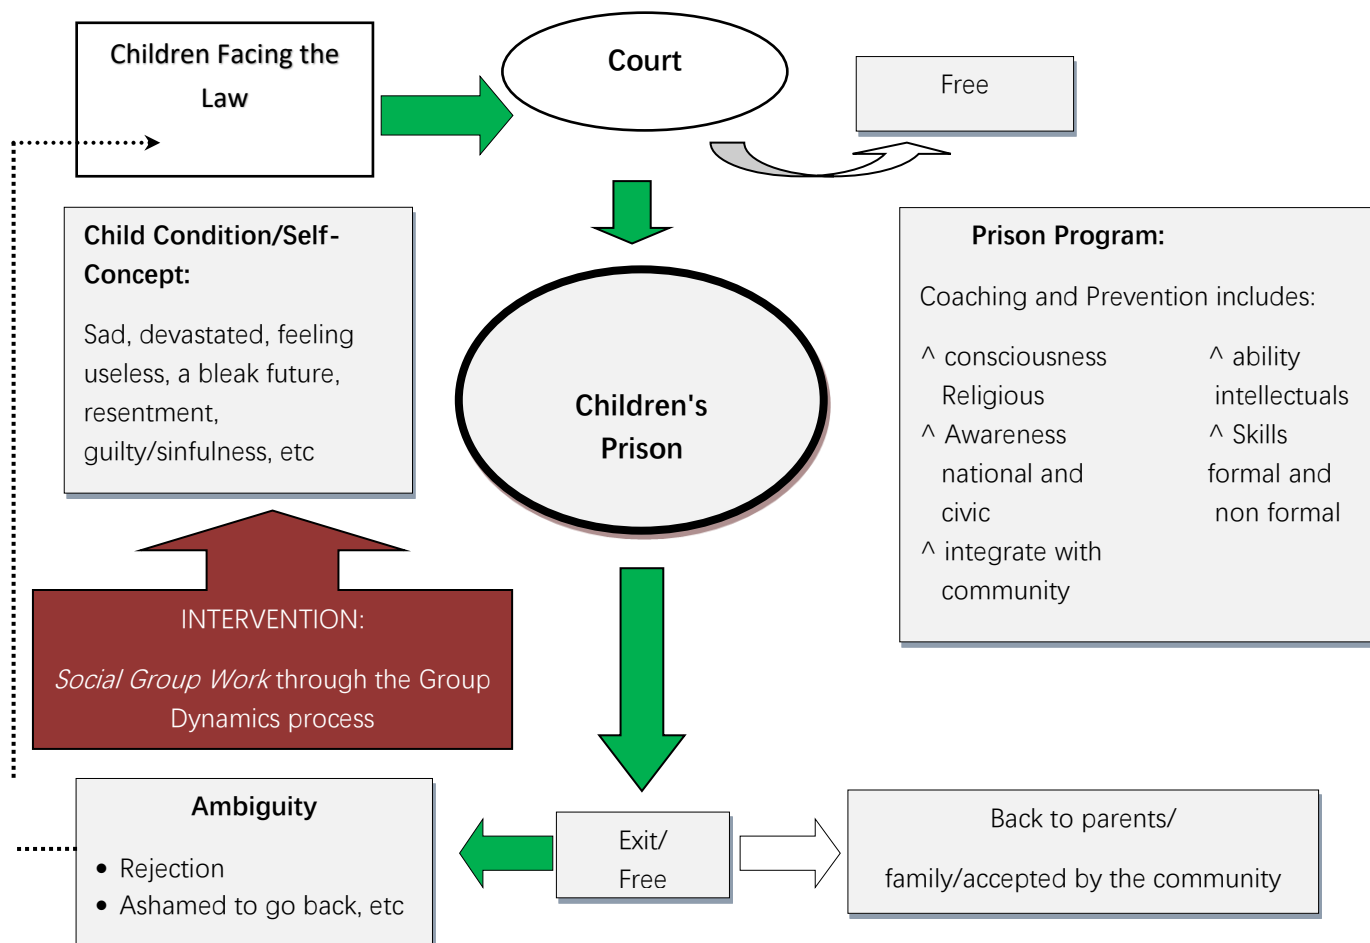 Children Facing the
Law
Court
Free
Child Condition/Self-
Concept:
Sad, devastated, feeling
useless, a bleak future,
resentment,
guilty/sinfulness, etc
Children's
Prison
Prison Program:
Coaching and Prevention includes:
^ consciousness
Religious
^ Awareness
national and
civic
^ integrate with
community
^ ability
intellectuals
^ Skills
formal and
non formal
INTERVENTION:
Social Group Work through the Group
Dynamics process
Ambiguity
• Rejection
• Ashamed to go back, etc
Exit/
Free
Back to parents/
family/accepted by the community